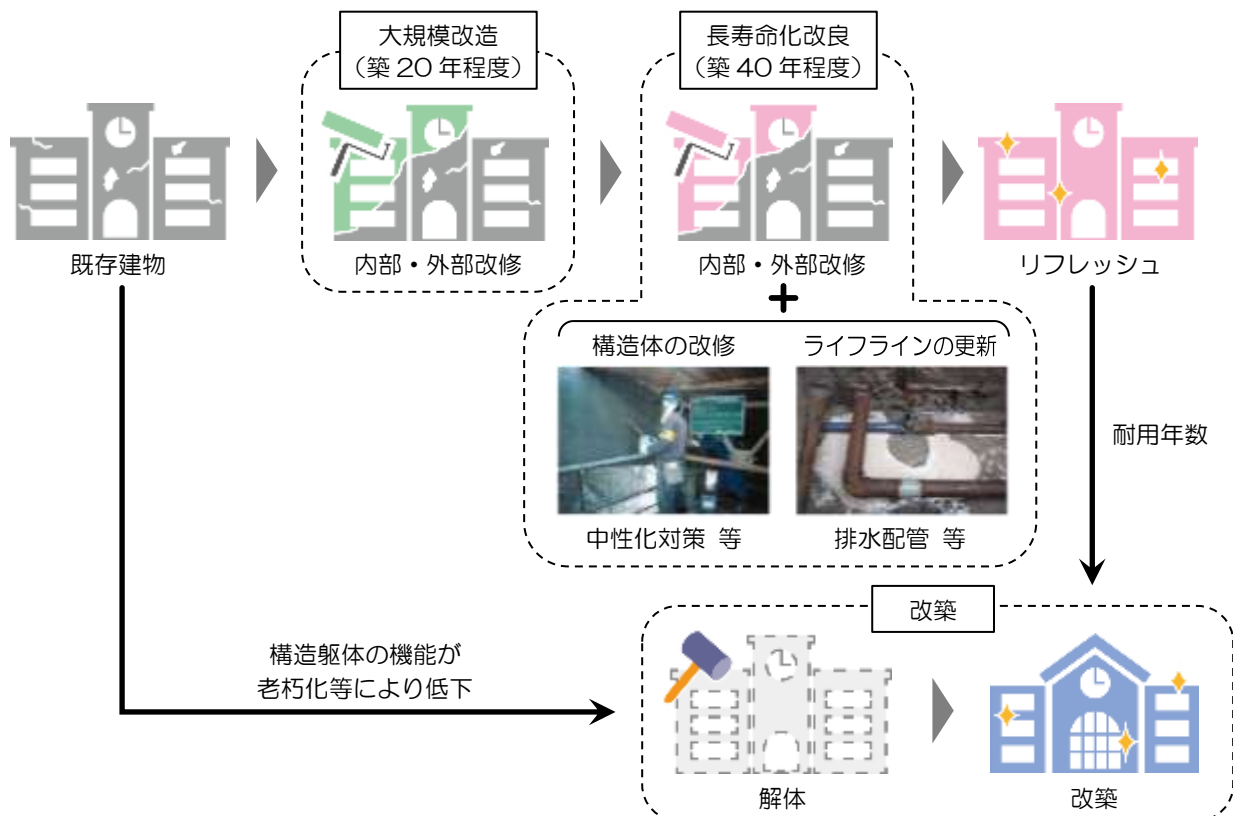 大規模改造
（築 20 年程度）
長寿命化改良
（築 40 年程度）
既存建物
内部・外部改修
内部・外部改修
リフレッシュ
+
構造体の改修
ライフラインの更新
中性化対策 等
排水配管 等
耐用年数
構造躯体の機能が
老朽化等により低下
改築
解体
改築